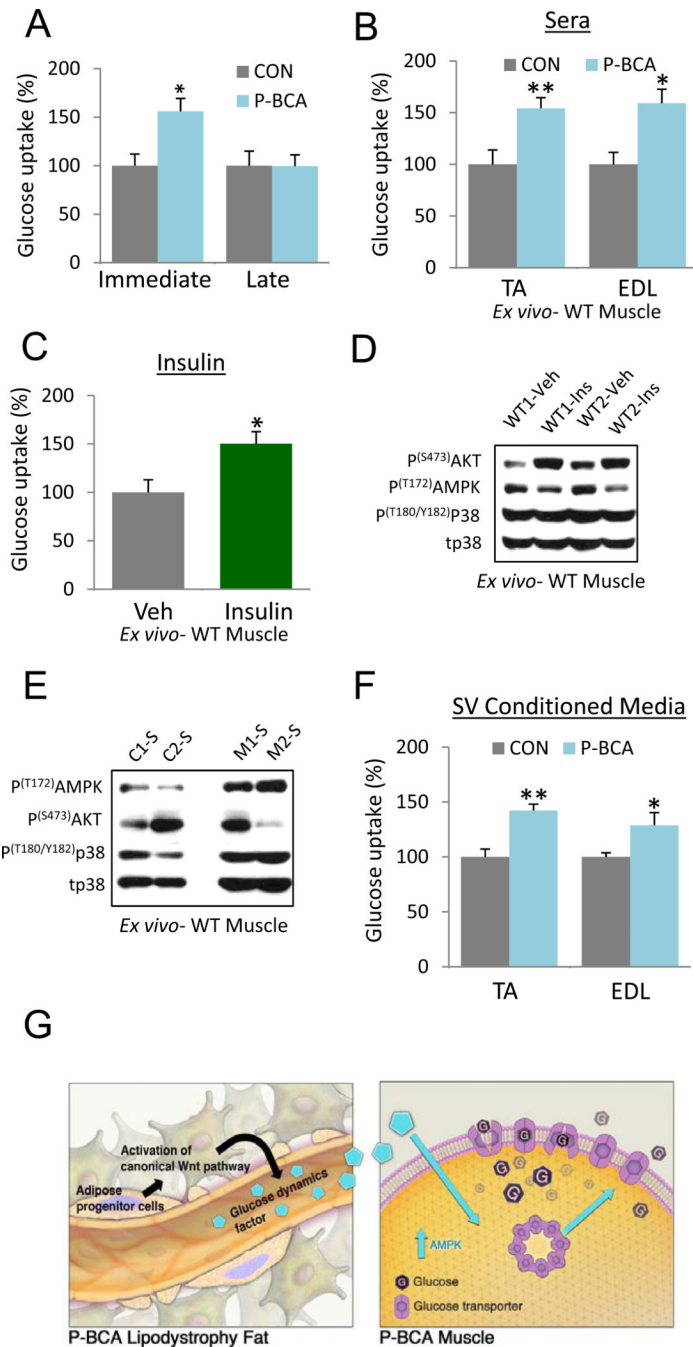 A
Glucose uptake (%)
200
150
100
50
0
CON
P-BCA
*
Immediate
Late
B
Sera
Glucose uptake (%)
200
150
100
50
0
CON
P-BCA
**
*
TA
EDL
Ex vivo- WT Muscle
C
Insulin
Glucose uptake (%)
200
150
100
50
0
*
Veh
Insulin
Ex vivo- WT Muscle
D
WT1-Veh
WT1-Ins
WT2-Veh
WT2-Ins
P(S473)AKT
P(T172)AMPK
P(T180/Y182)P38
tp38
Ex vivo- WT Muscle
E
C1-S
C2-S
M1-S
M2-S
P(T172)AMPK
P(S473)AKT
P(T180/Y182)p38
tp38
Ex vivo- WT Muscle
F
SV Conditioned Media
Glucose uptake (%)
200
150
100
50
0
CON
P-BCA
**
*
TA
EDL
G
Activation of
canonical Wnt pathway
Adipose
progenitor cells
Glucose dynamics
factor
P-BCA Lipodystrophy Fat
G
G
G
G
G
G
G
G
AMPK
G Glucose
Glucose transporter
P-BCA Muscle